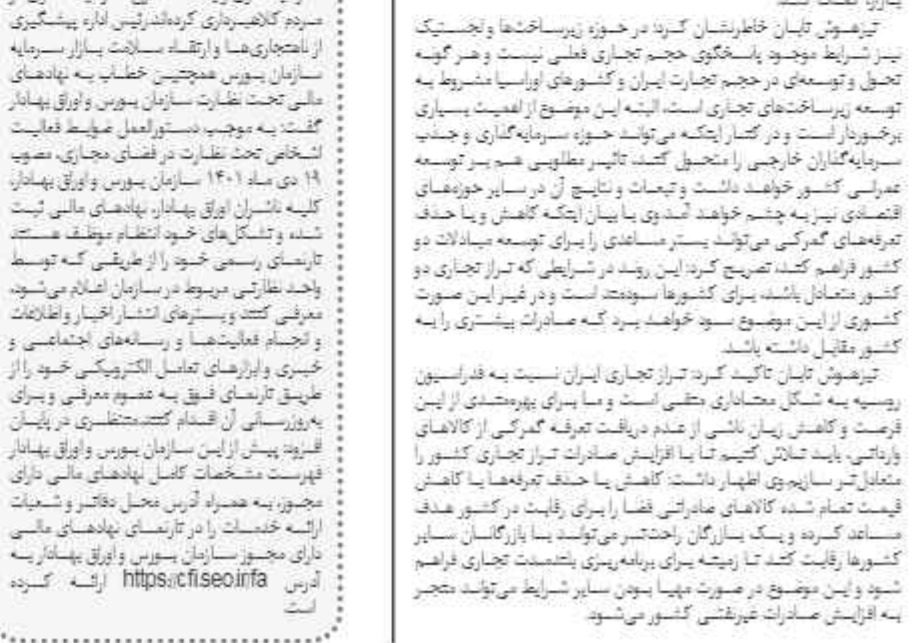 تیزهوش تابان خاطرنشان کرد: در حوزه زیرساخت‌ها و لجستیک
نیز شرایط موجود پاسخگوی حجم تجاری فعلی نیست و هر گونه
تحول و توسعه‌ای در حجم تجارت ایران و کشورهای اوراسیا مشروط به
توسعه زیرساخت‌های تجاری است، البته این موضوع از اهمیت بسیاری
برخوردار است و در کنار اینکه می‌تواند حوزه سرمایه‌گذاری و جذب
سرمایه‌گذاران خارجی را متحول کند، تاثیر مطلوبی هم بر توسعه
عمرانی کشور خواهد داشت و تبعات و نتایج آن در سایر حوزه‌های
اقتصادی نیز به چشم خواهد آمد. وی با بیان اینکه کاهش و یا حذف
تعرفه‌های گمرکی می‌تواند بستر مساعدی را برای توسعه مبادلات دو
کشور فراهم کند، تصریح کرد: این روند در شرایطی که تراز تجاری دو
کشور متعادل باشد، برای کشورها سودمند است و در غیر این صورت
کشوری از این موضوع سود خواهد برد که صادرات بیشتری را به
کشور مقابل داشته باشد.
تیزهوش تابان تاکید کرد: تراز تجاری ایران نسبت به فدراسیون
روسیه به شکل معناداری منفی است و ما برای بهره‌مندی از این
فرصت و کاهش زیان ناشی از عدم دریافت تعرفه گمرکی از کالاهای
وارداتی، باید تلاش کنیم تا با افزایش صادرات تراز تجاری کشور را
متعادل‌تر سازیم. وی اظهار داشت: کاهش یا حذف تعرفه‌ها با کاهش
قیمت تمام شده کالاهای صادراتی فضا را برای رقابت در کشور هدف
مساعد کرده و یک بازرگان راحت‌تر می‌تواند با بازرگانان سایر
کشورها رقابت کند تا زمینه برای برنامه‌ریزی بلندمدت تجاری فراهم
شود و این موضوع در صورت مهیا بودن سایر شرایط می‌تواند منجر
به افزایش صادرات غیرنفتی کشور می‌شود.
مردم کلاهبرداری کرده‌اند. رئیس اداره پیشگیری
از ناهنجاری‌ها و ارتقاء سلامت بازار سرمایه
سازمان بورس همچنین خطاب به نهادهای
مالی تحت نظارت سازمان بورس و اوراق بهادار
گفت: به موجب دستورالعمل ضوابط فعالیت
اشخاص تحت نظارت در فضای مجازی، مصوب
۱۹ دی ماه ۱۴۰۱ سازمان بورس و اوراق بهادار،
کلیه ناشران اوراق بهادار، نهادهای مالی ثبت
شده و تشکل‌های خود انتظام موظف هستند
تارنمای رسمی خود را از طریقی که توسط
واحد نظارتی مربوط در سازمان اعلام می‌شود،
معرفی کنند و بسترهای انتشار اخبار و اطلاعات
و انجام فعالیت‌ها و رسانه‌های اجتماعی و
خبری و ابزارهای تعامل الکترونیکی خود را از
طریق تارنمای فوق به عموم معرفی و برای
به‌روزرسانی آن اقدام کنند. منتظری در پایان
افزود: پیش از این سازمان بورس و اوراق بهادار
فهرست مشخصات کامل نهادهای مالی دارای
مجوز، به همراه آدرس محل دفاتر و شعبات
ارائه خدمات را در تارنمای نهادهای مالی
دارای مجوز سازمان بورس و اوراق بهادار به
آدرس https://cfi.seo.ir/fa ارائه کرده
است.